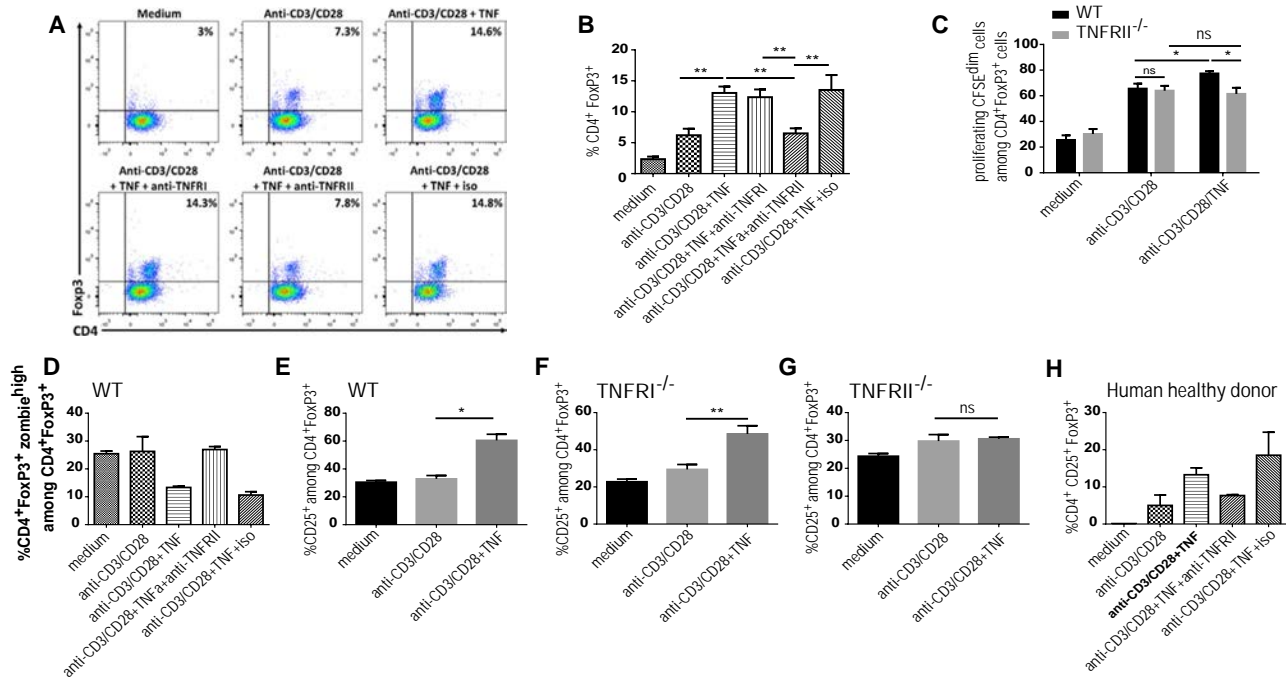 A
Medium
Anti-CD3/CD28
Anti-CD3/CD28 + TNF
3%
7.3%
14.6%
Anti-CD3/CD28
+ TNF + anti-TNFRI
Anti-CD3/CD28
+ TNF + anti-TNFRII
Anti-CD3/CD28
+ TNF + iso
14.3%
7.8%
14.8%
Foxp3
CD4
B
% CD4⁺ FoxP3⁺
20
15
10
5
0
**
**
**
**
medium
anti-CD3/CD28
anti-CD3/CD28+TNF
anti-CD3/CD28+TNF+anti-TNFRI
anti-CD3/CD28+TNFa+anti-TNFRII
anti-CD3/CD28+TNF+iso
C
WT
TNFRII-/-
proliferating CFSEdim cells
among CD4⁺FoxP3⁺ cells
100
80
60
40
20
0
ns
*
*
ns
medium
anti-CD3/CD28
anti-CD3/CD28/TNF
D
WT
%CD4⁺FoxP3⁺ zombiehigh
among CD4⁺FoxP3⁺
40
30
20
10
0
medium
anti-CD3/CD28
anti-CD3/CD28+TNF
anti-CD3/CD28+TNFa+anti-TNFRII
anti-CD3/CD28+TNF+iso
E
WT
%CD25⁺ among CD4⁺FoxP3⁺
80
60
40
20
0
*
medium
anti-CD3/CD28
anti-CD3/CD28+TNF
F
TNFRI-/-
%CD25⁺ among CD4⁺FoxP3⁺
60
40
20
0
**
medium
anti-CD3/CD28
anti-CD3/CD28+TNF
G
TNFRII-/-
%CD25⁺ among CD4⁺FoxP3⁺
40
30
20
10
0
ns
medium
anti-CD3/CD28
anti-CD3/CD28+TNF
H
Human healthy donor
%CD4⁺ CD25⁺ FoxP3⁺
30
20
10
0
medium
anti-CD3/CD28
anti-CD3/CD28+TNF
anti-CD3/CD28+TNF+anti-TNFRII
anti-CD3/CD28+TNF+iso